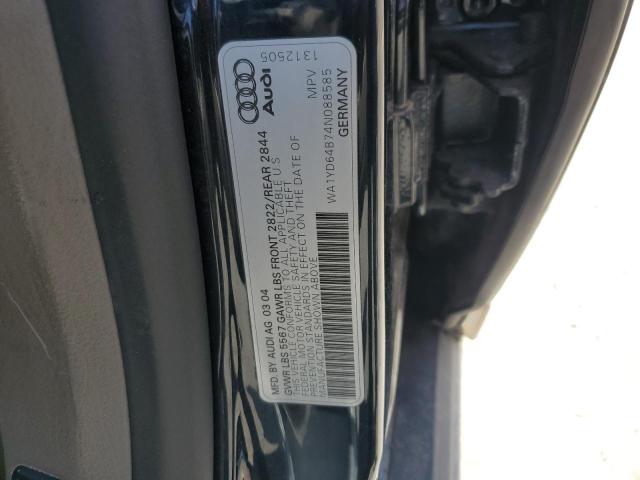 MFD. BY AUDI AG 03 04
GVWR LBS 5567 GAWR LBS FRONT 2822/REAR 2844
THIS VEHICLE CONFORMS TO ALL APPLICABLE U S
FEDERAL MOTOR VEHICLE SAFETY AND THEFT
PREVENTION STANDARDS IN EFFECT ON THE DATE OF
MANUFACTURE SHOWN ABOVE
WA1YD64B74N088585 MPV
GERMANY
1312505
Audi